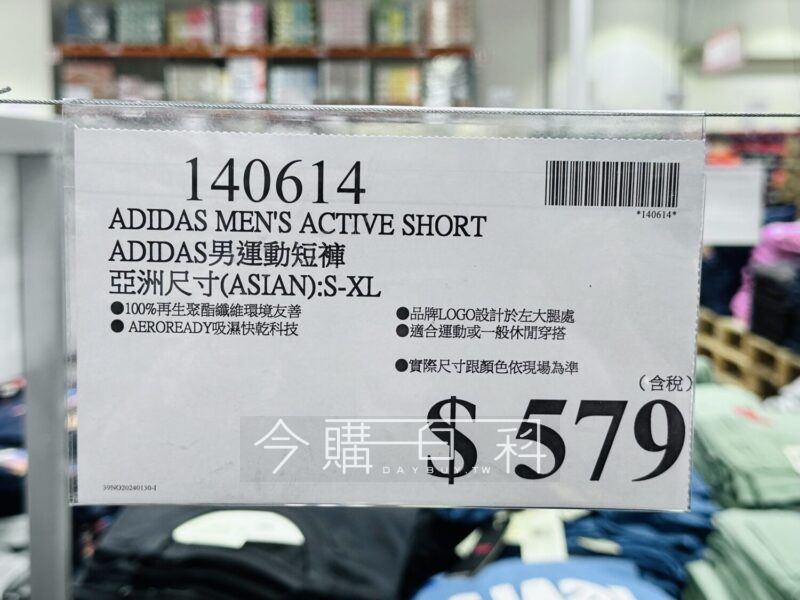 140614
*140614*
ADIDAS MEN'S ACTIVE SHORT
ADIDAS男運動短褲
亞洲尺寸(ASIAN):S-XL
●100%再生聚酯纖維環境友善
● AEROREADY吸濕快乾科技
●品牌LOGO設計於左大腿處
●適合運動或一般休閒穿搭
●實際尺寸跟顏色依現場為準
(含稅)
$ 579
今購百科
DAYBUY.TW